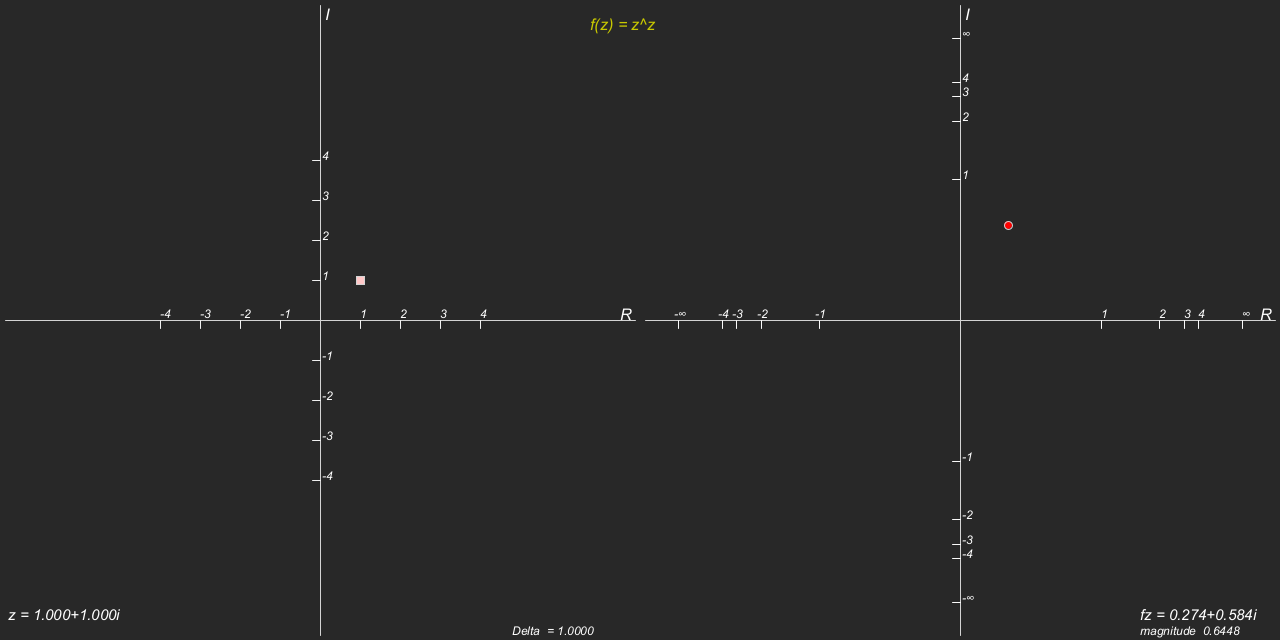 f(z) = z^z
I
4
3
2
1
-4 -3 -2 -1 1 2 3 4 R
-1
-2
-3
-4
I
∞
4
3
2
1
-∞ -4 -3 -2 -1 1 2 3 4 ∞ R
-1
-2
-3
-4
-∞
z = 1.000+1.000i
Delta = 1.0000
fz = 0.274+0.584i
magnitude 0.6448